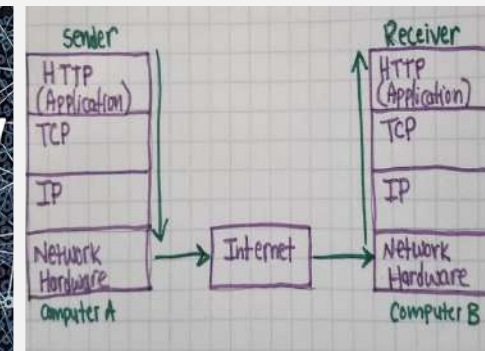 Sender
HTTP
(Application)
TCP
IP
Network
Hardware
Computer A
Internet
Receiver
HTTP
(Application)
TCP
IP
Network
Hardware
Computer B